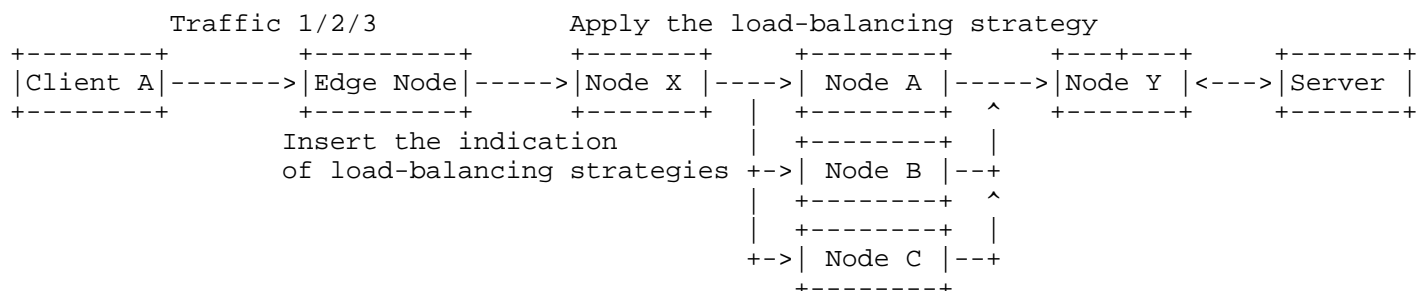 Traffic 1/2/3 Apply the load-balancing strategy
Client A Edge Node Node X Node A Node Y Server
Insert the indication
of load-balancing strategies Node B
Node C